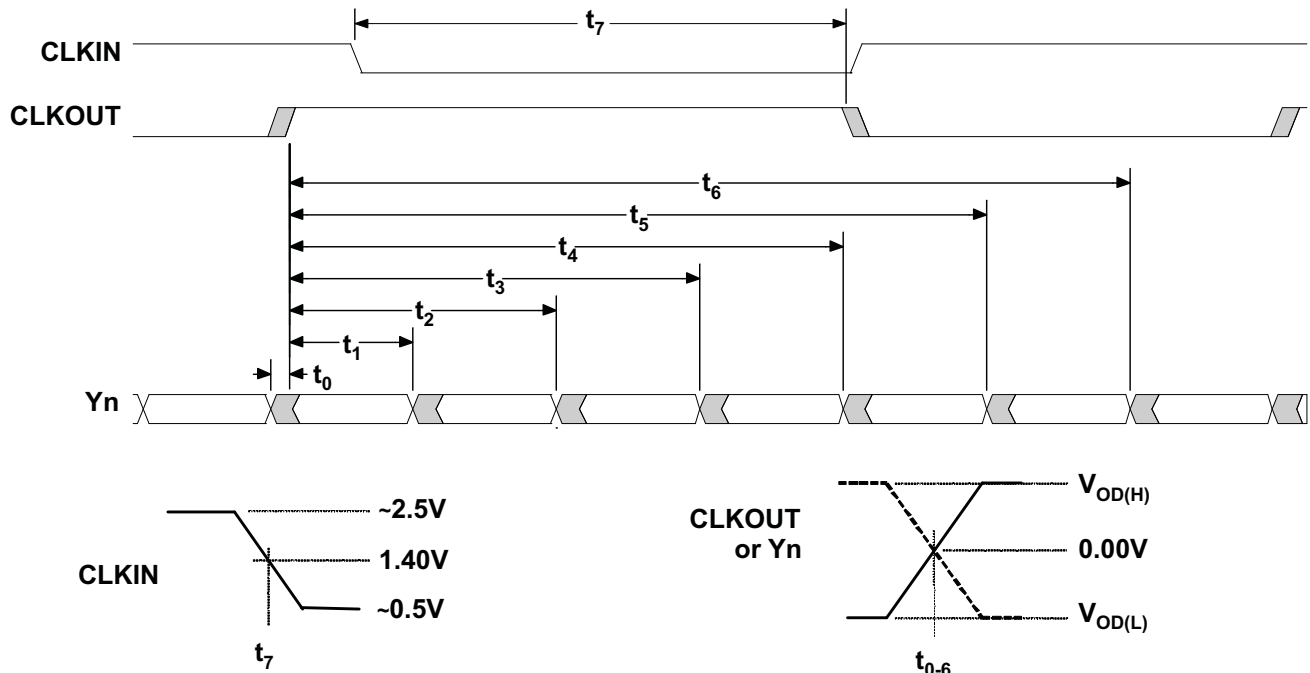 t7
CLKIN
CLKOUT
t6
t5
t4
t3
t2
t1
t0
Yn
CLKIN
~2.5V
1.40V
~0.5V
t7
CLKOUT
or Yn
VOD(H)
0.00V
VOD(L)
t0-6